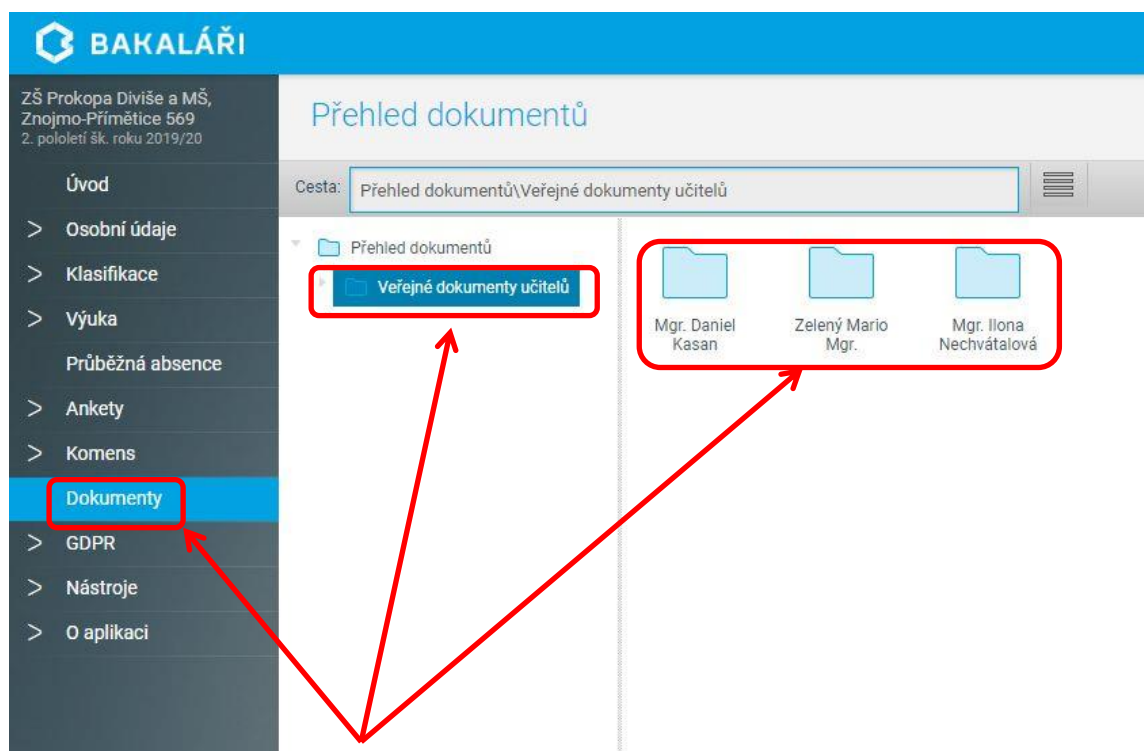 BAKALÁŘI
ZŠ Prokopa Diviše a MŠ,
Znojmo-Přímětice 569
2. pololetí šk. roku 2019/20
Úvod
> Osobní údaje
> Klasifikace
> Výuka
Průběžná absence
> Ankety
> Komens
Dokumenty
> GDPR
> Nástroje
> O aplikaci
Přehled dokumentů
Cesta: Přehled dokumentů\Veřejné dokumenty učitelů
Přehled dokumentů
Veřejné dokumenty učitelů
Mgr. Daniel
Kasan
Zelený Mario
Mgr.
Mgr. Ilona
Nechvátalová